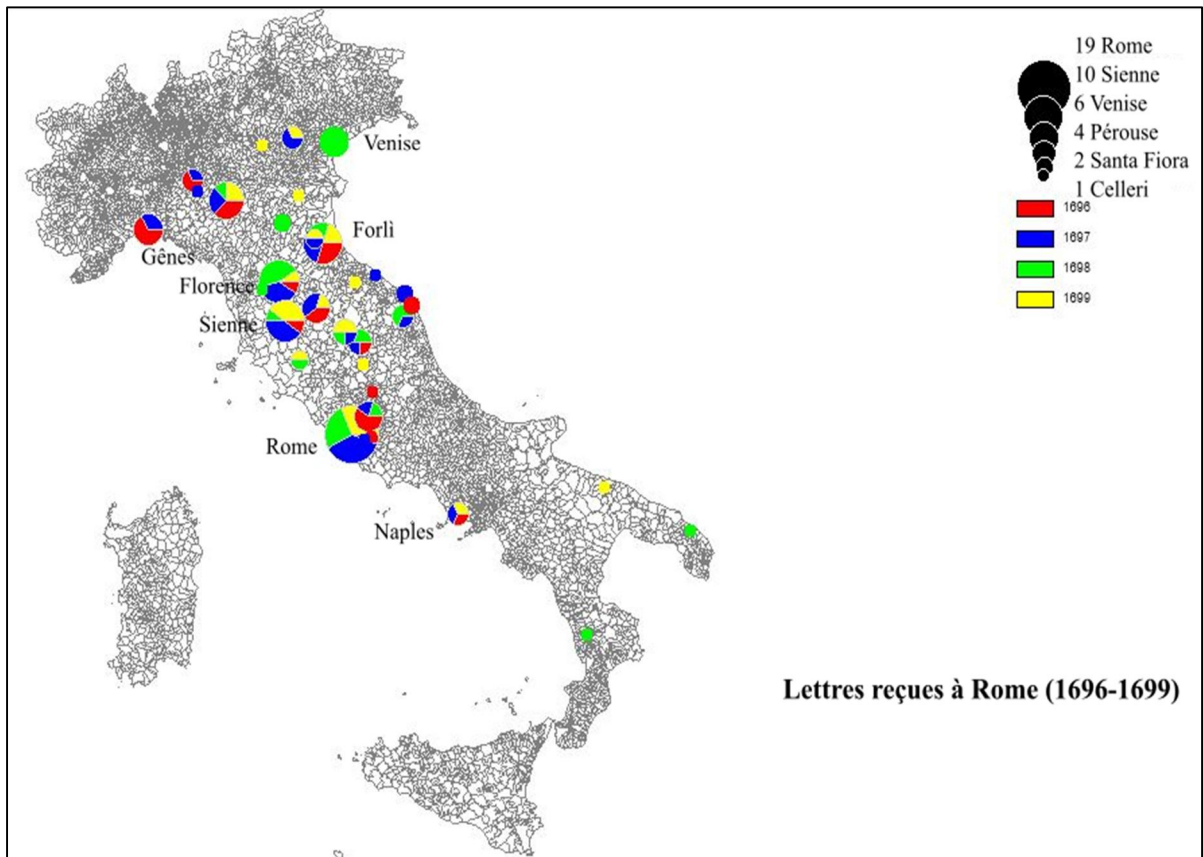 19 Rome
10 Sienne
6 Venise
4 Pérouse
2 Santa Fiora
1 Celleri
1696
1697
1698
1699
Venise
Forlì
Gênes
Florence
Sienne
Rome
Naples
Lettres reçues à Rome (1696-1699)